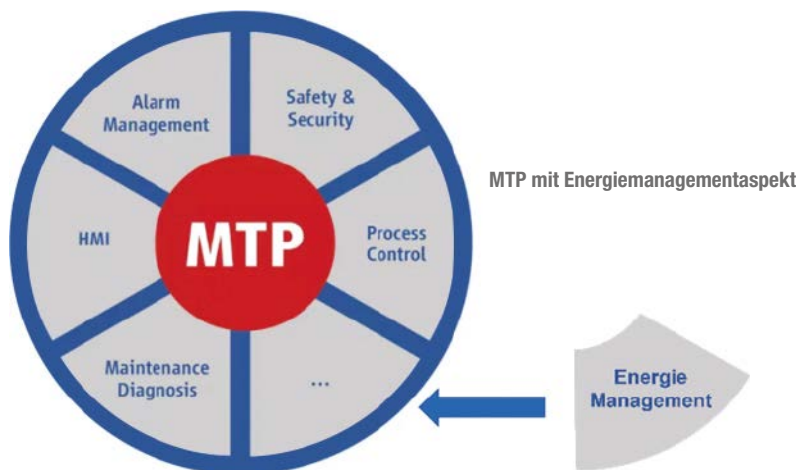 Alarm
Management
Safety &
Security
MTP mit Energiemanagementaspekt
HMI
MTP
Process
Control
Maintenance
Diagnosis
...
Energie
Management